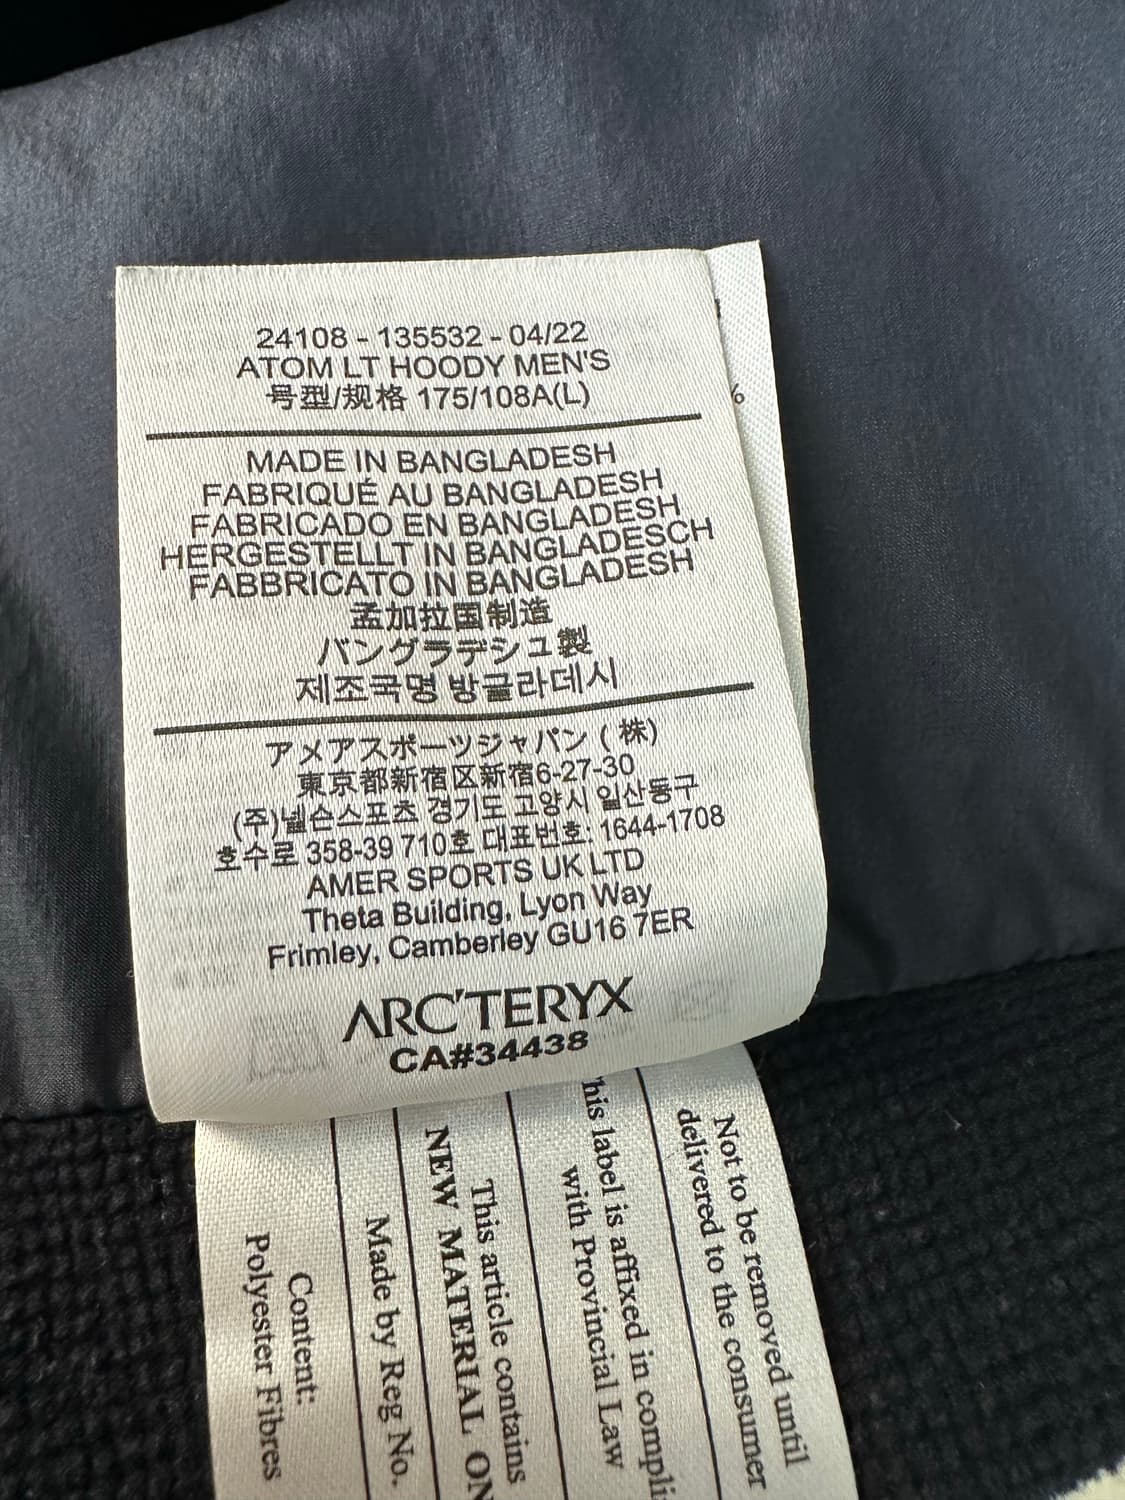 24108 - 135532 - 04/22
ATOM LT HOODY MEN'S
号型/规格 175/108A(L)
MADE IN BANGLADESH
FABRIQUÉ AU BANGLADESH
FABRICADO EN BANGLADESH
HERGESTELLT IN BANGLADESCH
FABBRICATO IN BANGLADESH
孟加拉国制造
バングラデシュ製
제조국명 방글라데시
アメアスポーツジャパン ( 株)
東京都新宿区新宿6-27-30
(주)넬슨스포츠 경기도 고양시 일산동구
호수로 358-39 710호 대표번호: 1644-1708
AMER SPORTS UK LTD
Theta Building, Lyon Way
Frimley, Camberley GU16 7ER
ARC'TERYX
CA#34438
%
Not to be removed until
delivered to the consumer
his label is affixed in compli
with Provincial Law
This article contains
NEW MATERIAL ON
Made by Reg No.
Content:
Polyester Fibres